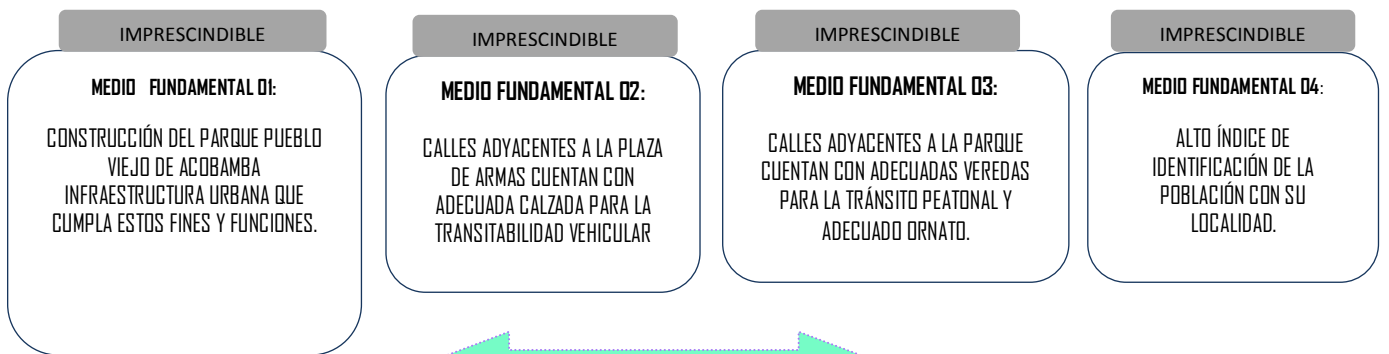 IMPRESCINDIBLE
MEDIO FUNDAMENTAL 01:
CONSTRUCCIÓN DEL PARQUE PUEBLO
VIEJO DE ACOBAMBA
INFRAESTRUCTURA URBANA QUE
CUMPLA ESTOS FINES Y FUNCIONES.
IMPRESCINDIBLE
MEDIO FUNDAMENTAL 02:
CALLES ADYACENTES A LA PLAZA
DE ARMAS CUENTAN CON
ADECUADA CALZADA PARA LA
TRANSITABILIDAD VEHICULAR
IMPRESCINDIBLE
MEDIO FUNDAMENTAL 03:
CALLES ADYACENTES A LA PARQUE
CUENTAN CON ADECUADAS VEREDAS
PARA LA TRÁNSITO PEATONAL Y
ADECUADO ORNATO.
IMPRESCINDIBLE
MEDIO FUNDAMENTAL 04:
ALTO ÍNDICE DE
IDENTIFICACIÓN DE LA
POBLACIÓN CON SU
LOCALIDAD.